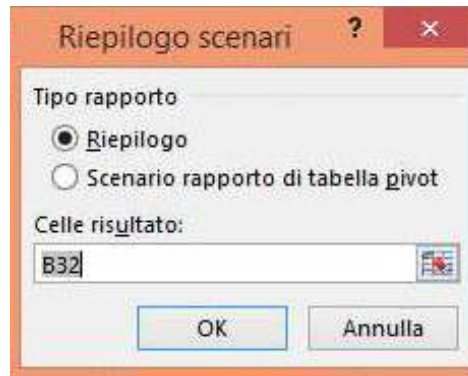 Riepilogo scenari ? ×
Tipo rapporto
Riepilogo
Scenario rapporto di tabella pivot
Celle risultato:
B32
OK Annulla